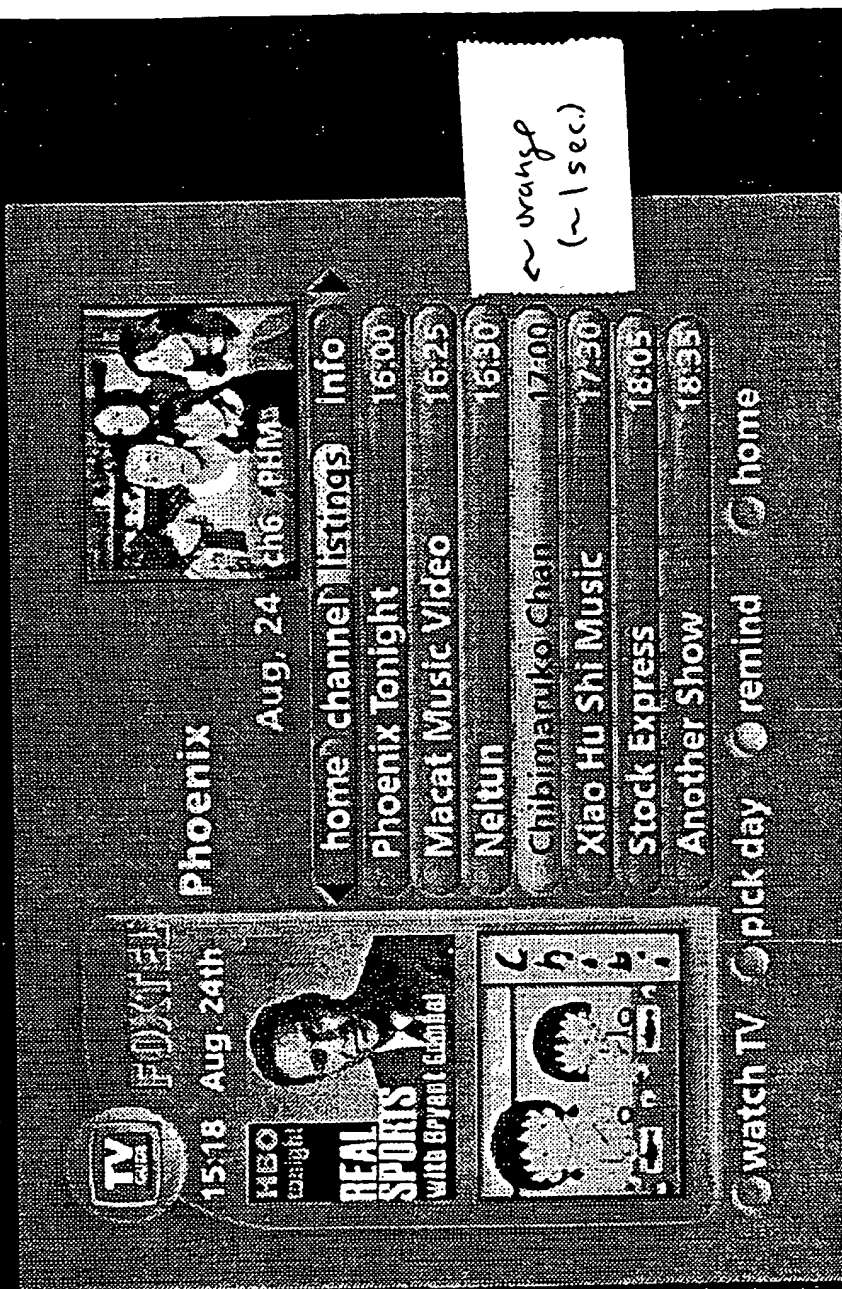 TV
GUIDE
FOXTEL
15:18 Aug. 24th
HBO
tonight
REAL
SPORTS
with Bryant Gumbel
Chibi
Phoenix
Aug, 24 ch6
home channel listings info
Phoenix Tonight 16:00
Macat Music Video 16:25
Neltun 16:30
Chibimaruko Chan 17:00
Xiao Hu Shi Music 17:30
Stock Express 18:05
Another Show 18:35
watch TV pick day remind home
~ orange
(~ 1 sec.)